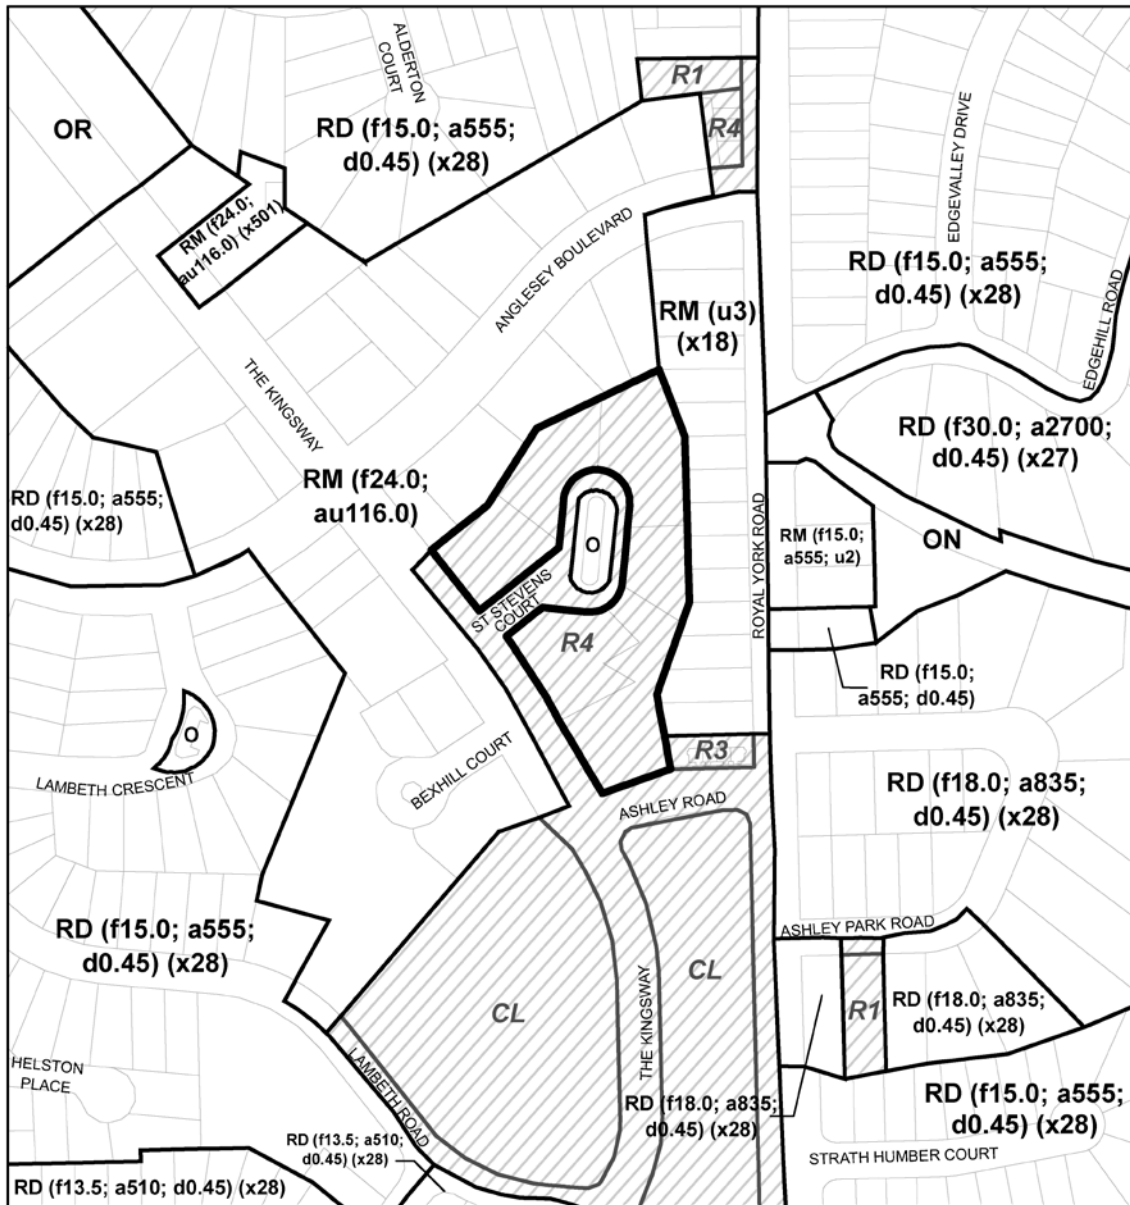 ALDERTON
COURT
R1
OR
RD (f15.0; a555;
d0.45) (x28)
R4
EDGEVALLEY DRIVE
RM (f24.0;
au116.0) (x501)
ANGLESEY BOULEVARD
RD (f15.0; a555;
d0.45) (x28)
EDGEHILL ROAD
RM (u3)
(x18)
THE KINGSWAY
RD (f30.0; a2700;
d0.45) (x27)
RM (f24.0;
au116.0)
RD (f15.0; a555;
d0.45) (x28)
O
ROYAL YORK ROAD
RM (f15.0;
a555; u2)
ON
ST STEVENS
COURT
R4
RD (f15.0;
a555; d0.45)
O
LAMBETH CRESCENT
BEXHILL COURT
R3
ASHLEY ROAD
RD (f18.0; a835;
d0.45) (x28)
RD (f15.0; a555;
d0.45) (x28)
ASHLEY PARK ROAD
CL
CL
THE KINGSWAY
R1
RD (f18.0; a835;
d0.45) (x28)
HELSTON
PLACE
LAMBETH ROAD
RD (f18.0; a835;
d0.45) (x28)
RD (f15.0; a555;
d0.45) (x28)
RD (f13.5; a510;
d0.45) (x28)
STRATH HUMBER COURT
RD (f13.5; a510; d0.45) (x28)